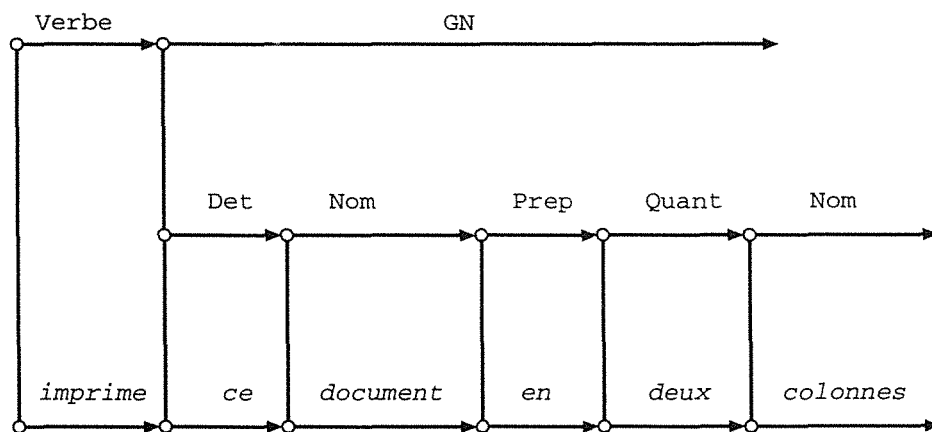 Verbe GN
Det Nom Prep Quant Nom
imprime ce document en deux colonnes